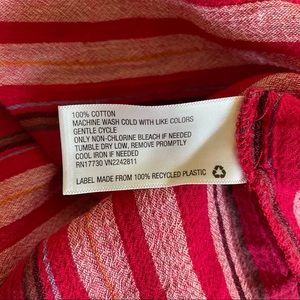 100% COTTON
MACHINE WASH COLD WITH LIKE COLORS
GENTLE CYCLE
ONLY NON-CHLORINE BLEACH IF NEEDED
TUMBLE DRY LOW, REMOVE PROMPTLY
COOL IRON IF NEEDED
RN17730 VN2242811
LABEL MADE FROM 100% RECYCLED PLASTIC